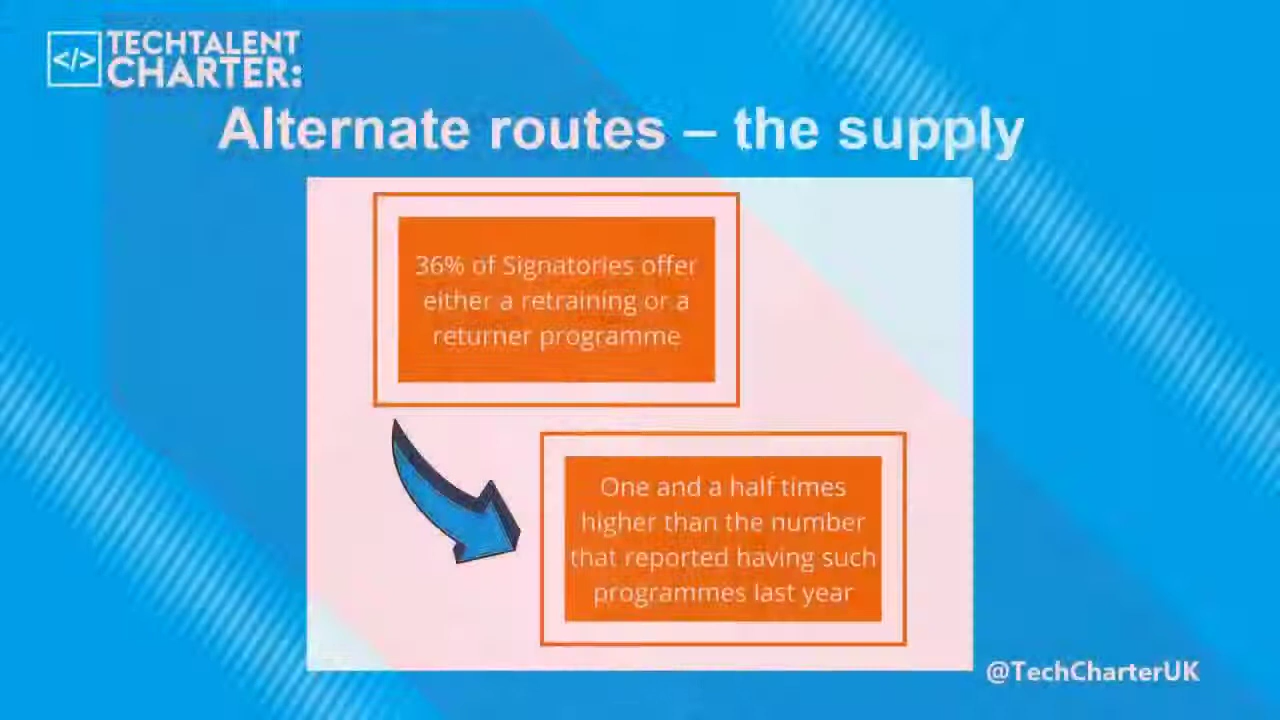 </>
TECHTALENT
CHARTER:
Alternate routes – the supply
36% of Signatories offer
either a retraining or a
returner programme
One and a half times
higher than the number
that reported having such
programmes last year
@TechCharterUK